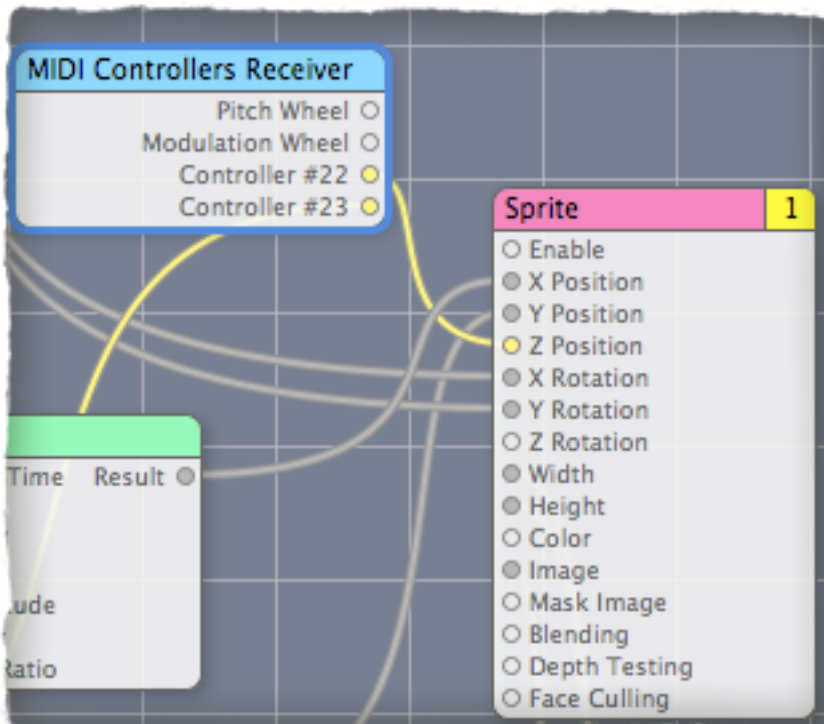 MIDI Controllers Receiver
Pitch Wheel
Modulation Wheel
Controller #22
Controller #23
Sprite 1
Enable
X Position
Y Position
Z Position
X Rotation
Y Rotation
Z Rotation
Width
Height
Color
Image
Mask Image
Blending
Depth Testing
Face Culling
Time Result
Ratio